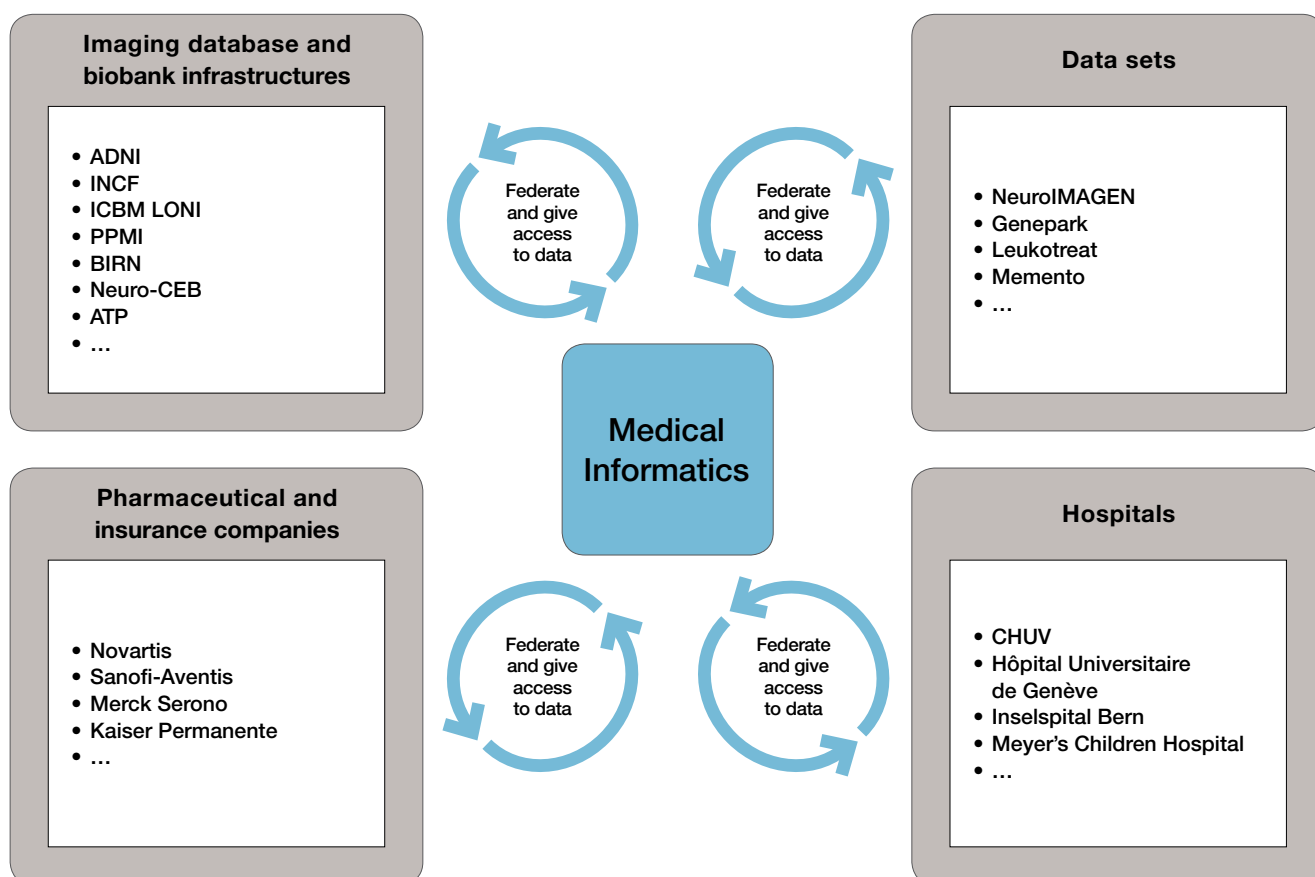 Imaging database and
biobank infrastructures
• ADNI
• INCF
• ICBM LONI
• PPMI
• BIRN
• Neuro-CEB
• ATP
• …
Federate
and give
access
to data
Federate
and give
access
to data
Data sets
• NeuroIMAGEN
• Genepark
• Leukotreat
• Memento
• …
Medical
Informatics
Pharmaceutical and
insurance companies
• Novartis
• Sanofi-Aventis
• Merck Serono
• Kaiser Permanente
• …
Federate
and give
access
to data
Federate
and give
access
to data
Hospitals
• CHUV
• Hôpital Universitaire
de Genève
• Inselspital Bern
• Meyer’s Children Hospital
• …